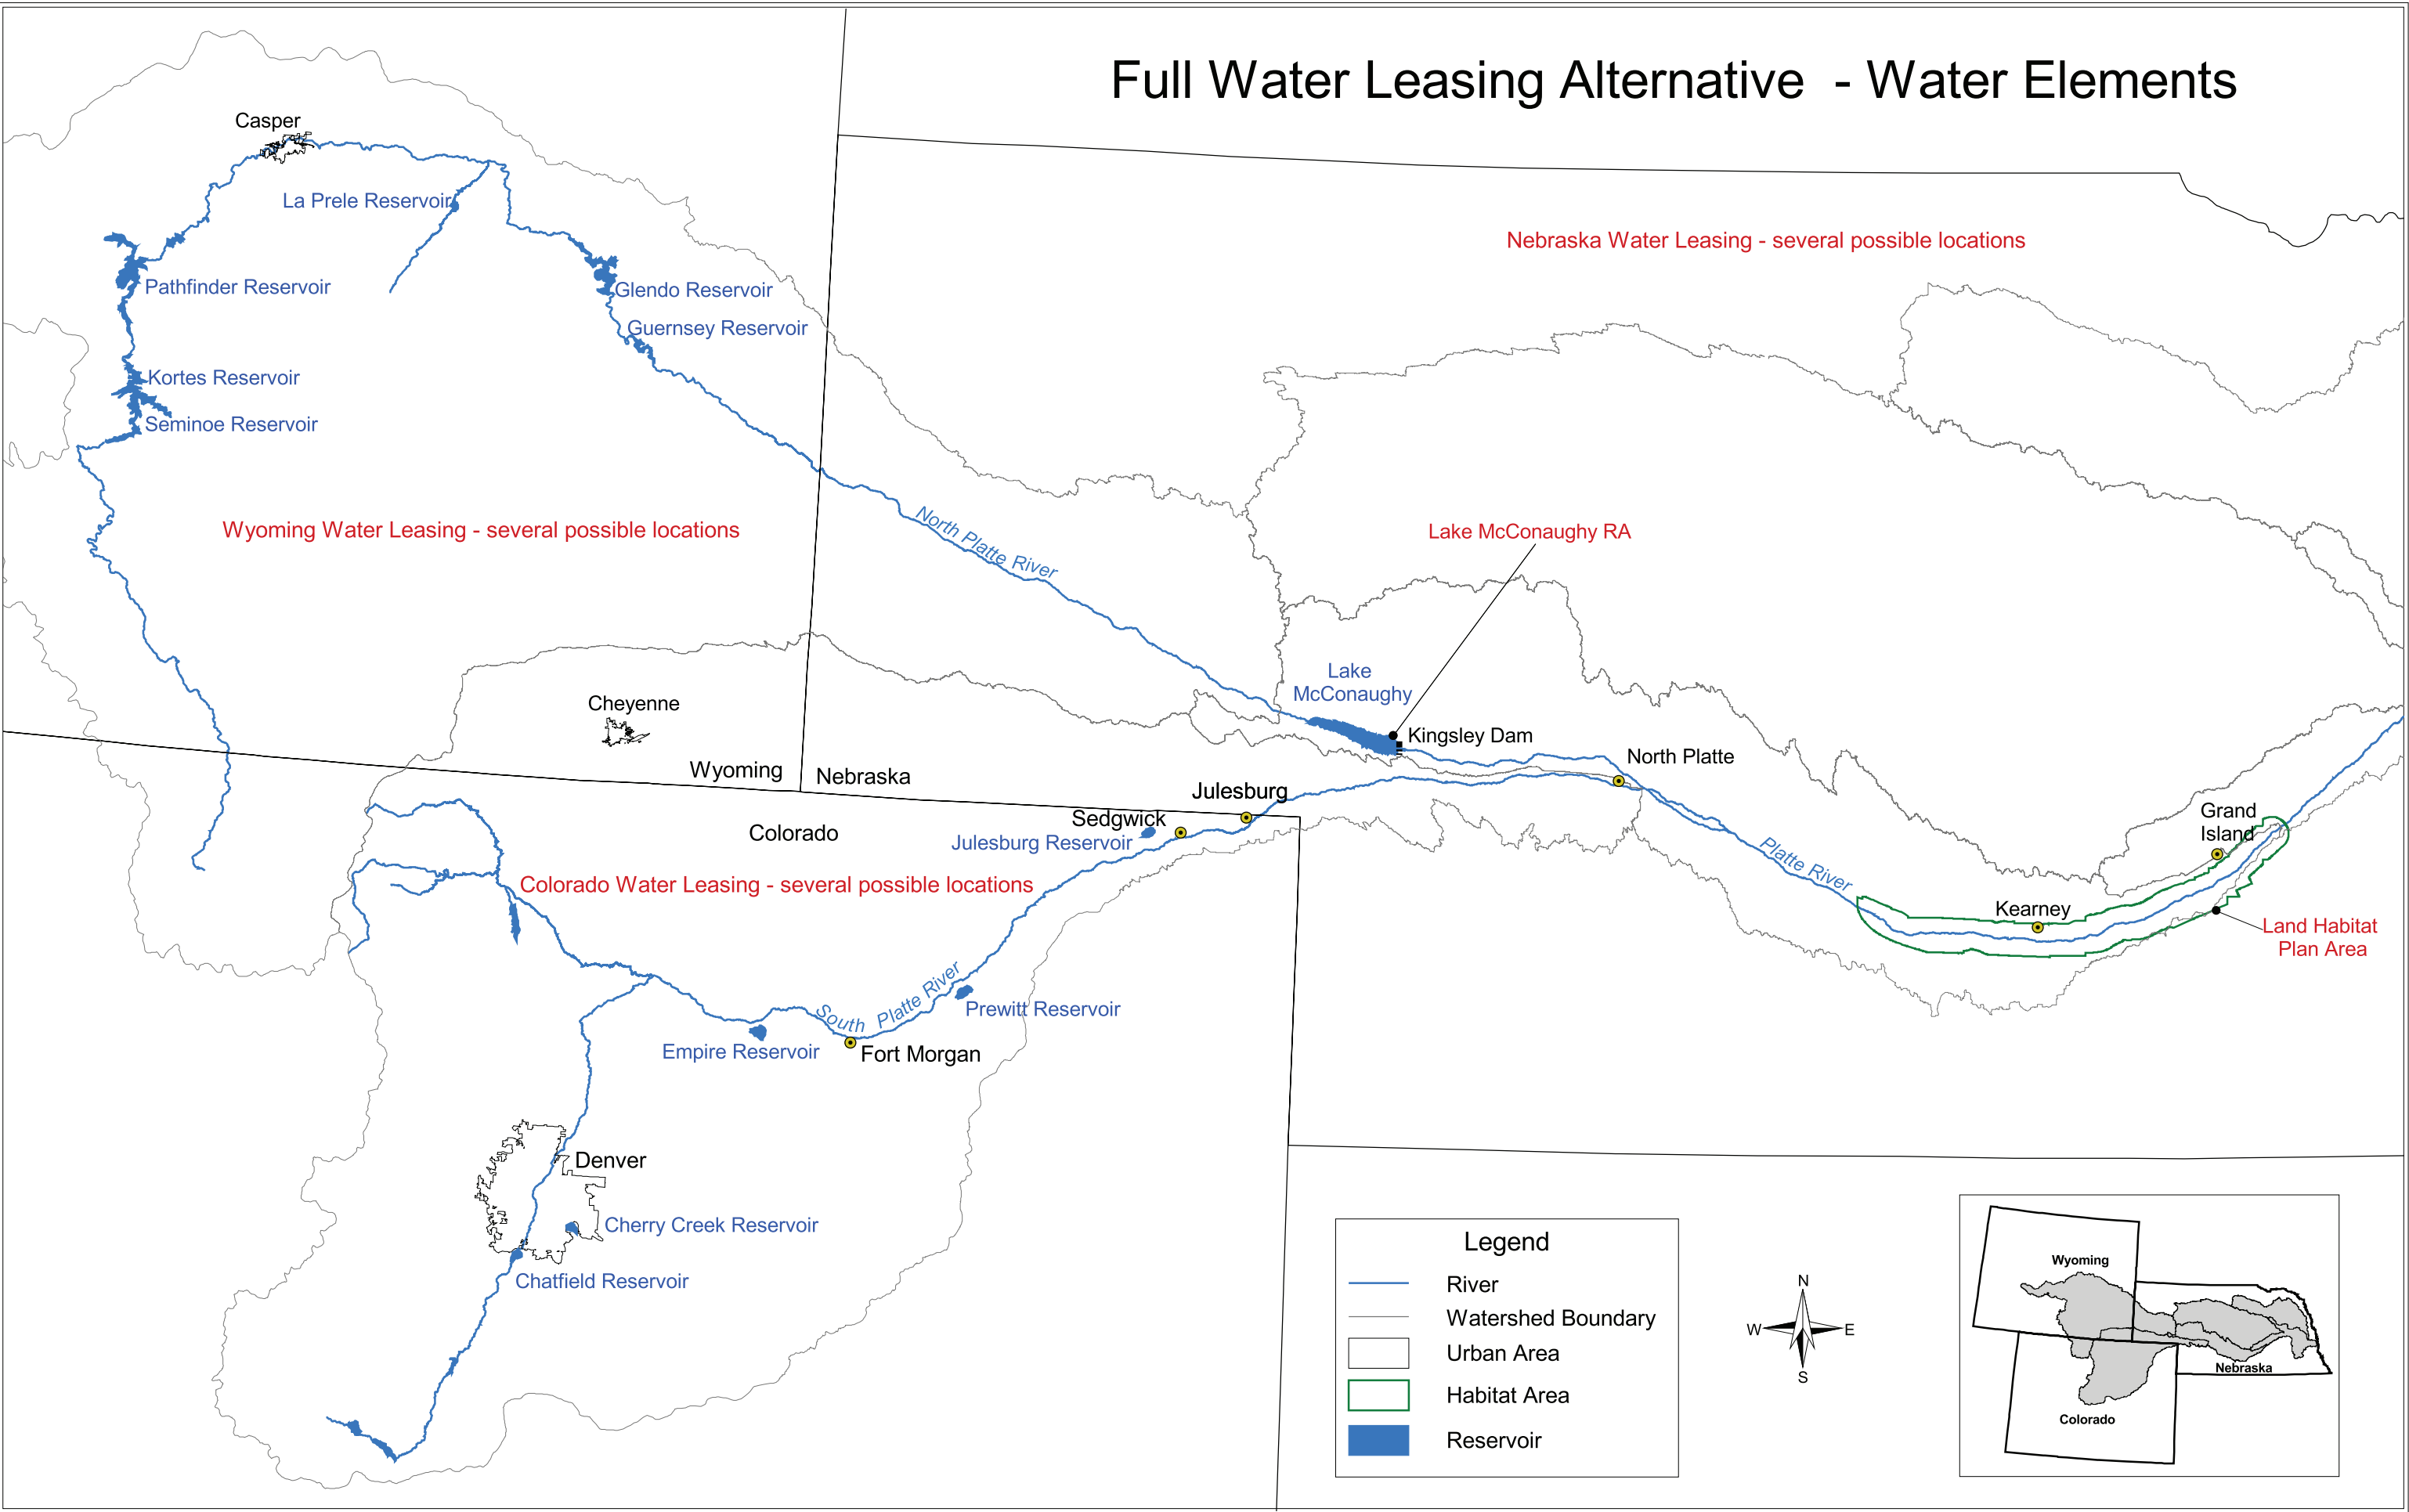 Full Water Leasing Alternative - Water Elements
Casper
La Prele Reservoir
Pathfinder Reservoir
Glendo Reservoir
Guernsey Reservoir
Kortes Reservoir
Seminoe Reservoir
Nebraska Water Leasing - several possible locations
Wyoming Water Leasing - several possible locations
North Platte River
Lake McConaughy RA
Lake
McConaughy
Kingsley Dam
North Platte
Cheyenne
Wyoming
Nebraska
Colorado
Julesburg
Sedgwick
Julesburg Reservoir
Colorado Water Leasing - several possible locations
Platte River
Grand
Island
Kearney
Land Habitat
Plan Area
South Platte River
Prewitt Reservoir
Empire Reservoir
Fort Morgan
Denver
Cherry Creek Reservoir
Chatfield Reservoir
Legend
River
Watershed Boundary
Urban Area
Habitat Area
Reservoir
N
W
E
S
Wyoming
Nebraska
Colorado